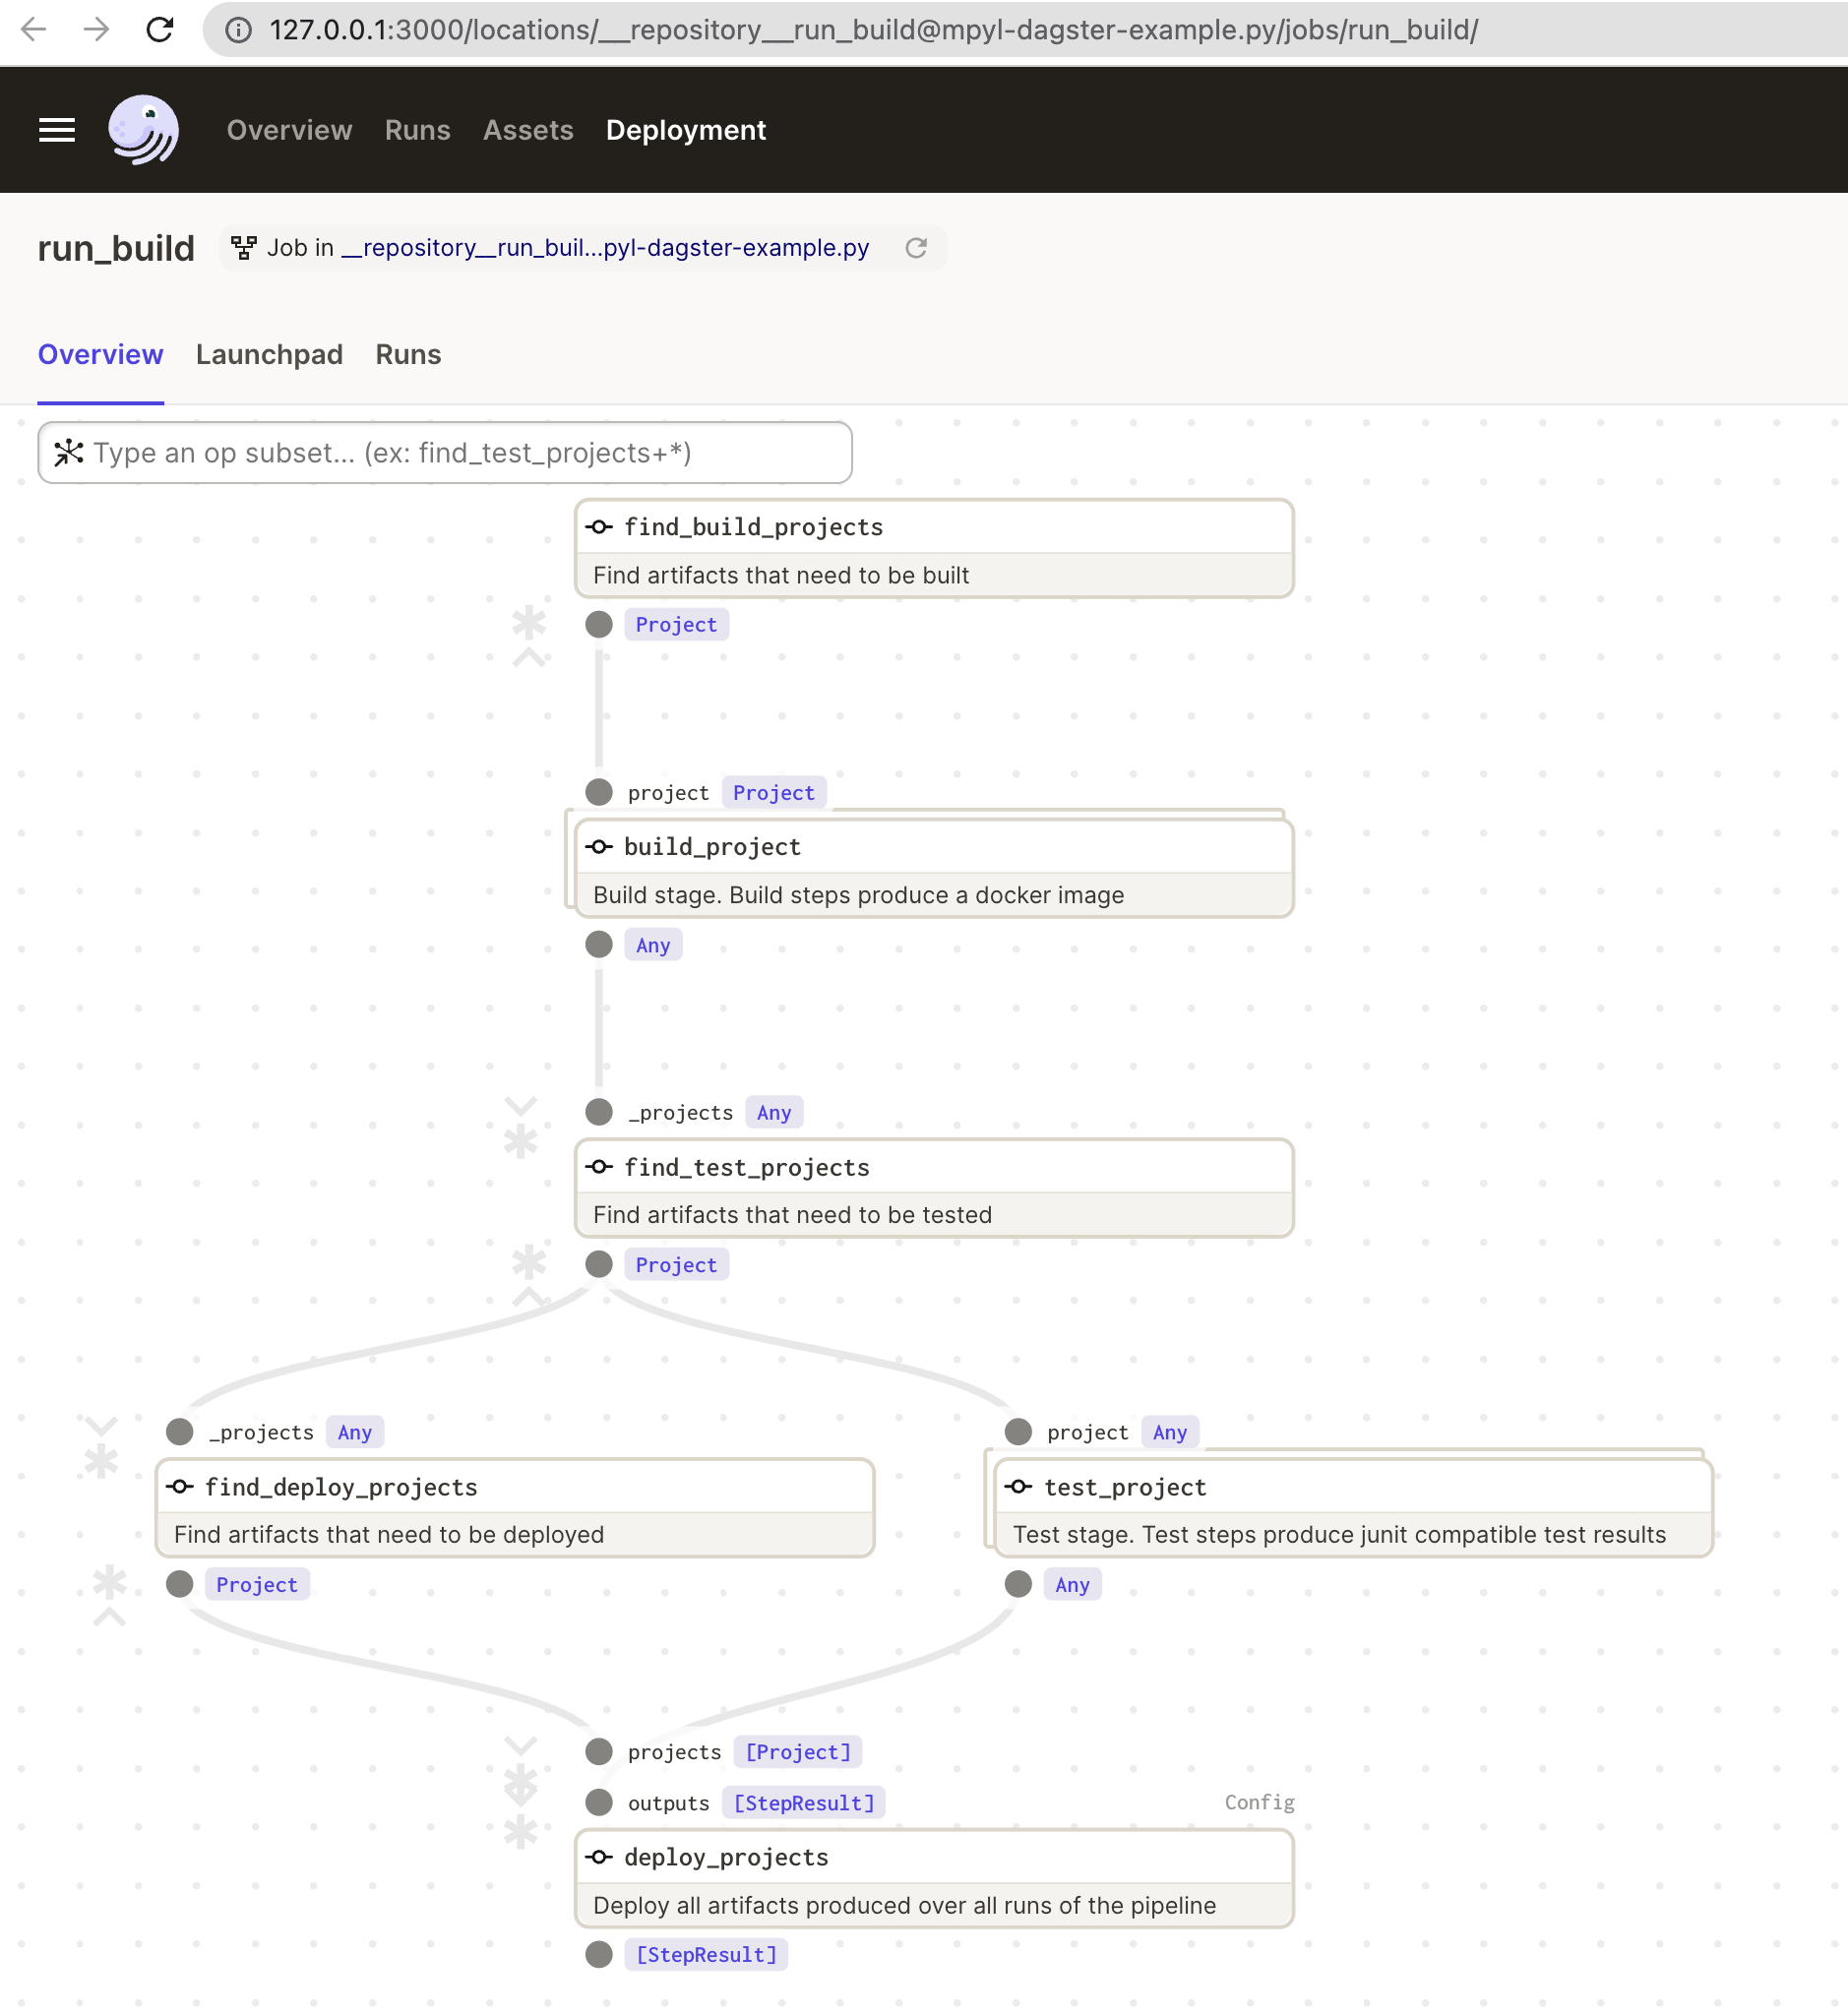 127.0.0.1:3000/locations/__repository__run_build@mpyl-dagster-example.py/jobs/run_build/
Overview Runs Assets Deployment
run_build Job in __repository__run_buil...pyl-dagster-example.py
Overview Launchpad Runs
Type an op subset... (ex: find_test_projects+*)
find_build_projects
Find artifacts that need to be built
Project
project Project
build_project
Build stage. Build steps produce a docker image
Any
_projects Any
find_test_projects
Find artifacts that need to be tested
Project
_projects Any
find_deploy_projects
Find artifacts that need to be deployed
Project
project Any
test_project
Test stage. Test steps produce junit compatible test results
Any
projects [Project]
outputs [StepResult] Config
deploy_projects
Deploy all artifacts produced over all runs of the pipeline
[StepResult]